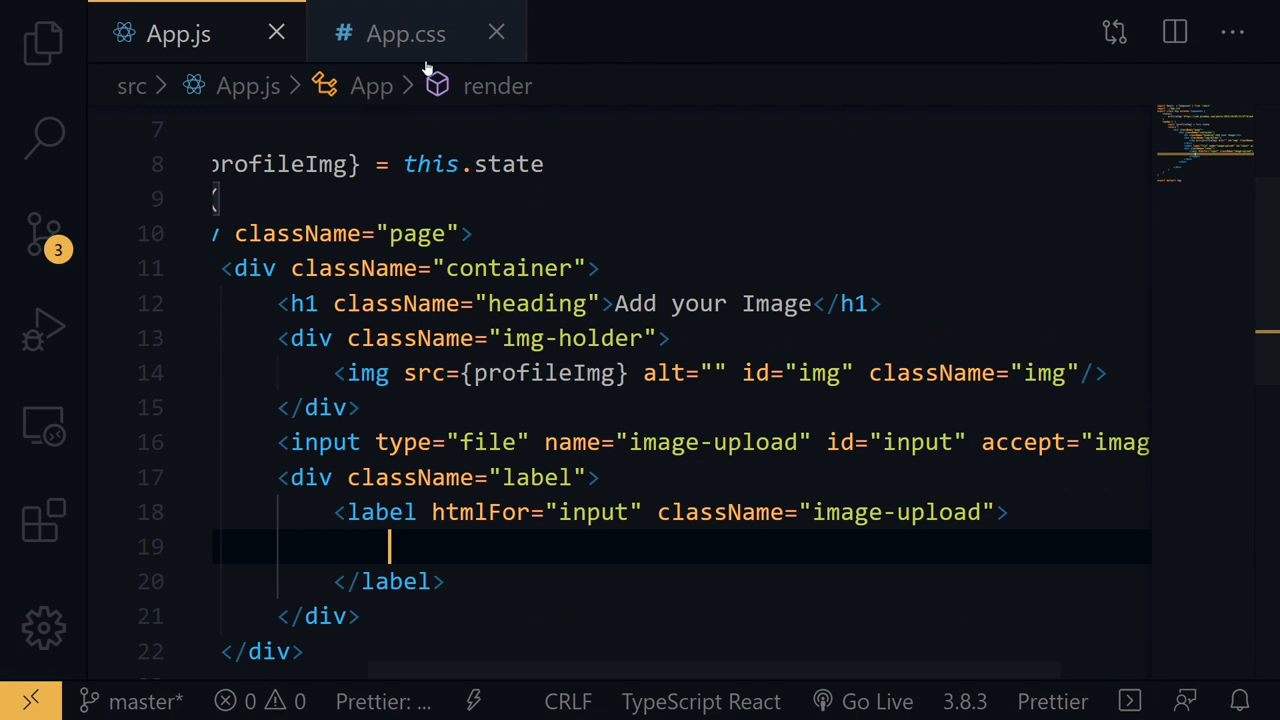 App.js
# App.css
src > App.js > App > render
7
8 profileImg} = this.state
9 (
10 v className="page">
11 <div className="container">
12 <h1 className="heading">Add your Image</h1>
13 <div className="img-holder">
14 <img src={profileImg} alt="" id="img" className="img"/>
15 </div>
16 <input type="file" name="image-upload" id="input" accept="imag
17 <div className="label">
18 <label htmlFor="input" className="image-upload">
19
20 </label>
21 </div>
22 </div>
3
master* 0 0 Prettier: ... CRLF TypeScript React Go Live 3.8.3 Prettier